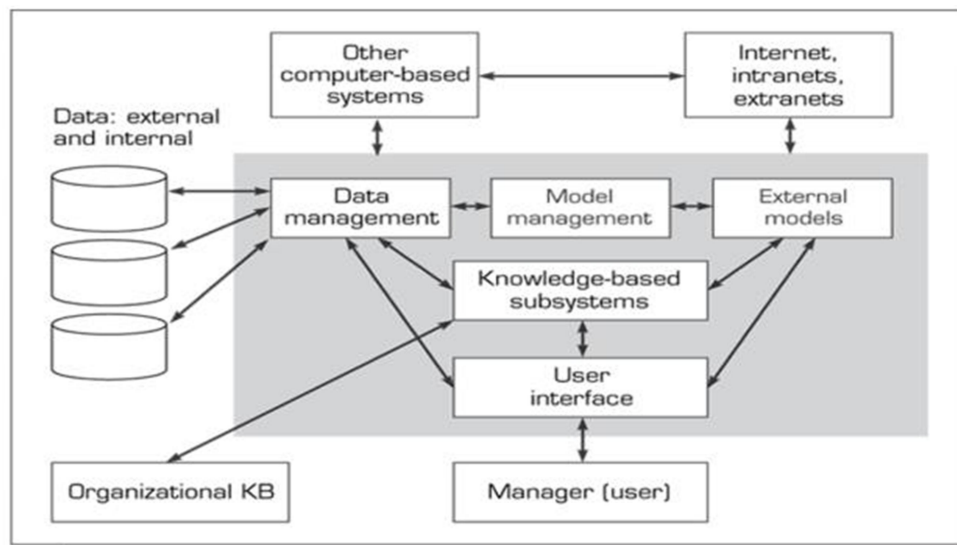 Other
computer-based
systems
Internet,
intranets,
extranets
Data: external
and internal
Data
management
Model
management
External
models
Knowledge-based
subsystems
User
interface
Organizational KB
Manager (user)